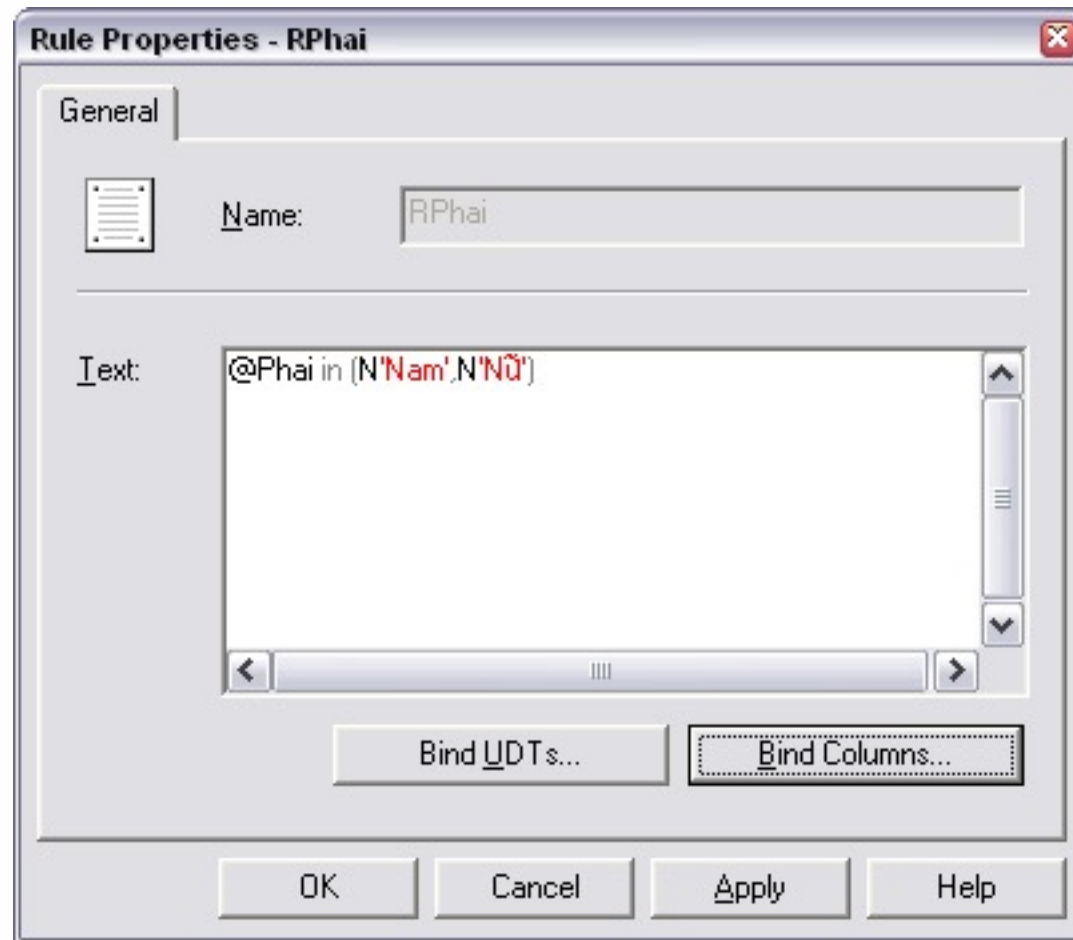 Rule Properties - RPhai
General
Name:
RPhai
Text:
@Phai in (N'Nam',N'Nữ')
Bind UDTs...
Bind Columns...
OK
Cancel
Apply
Help